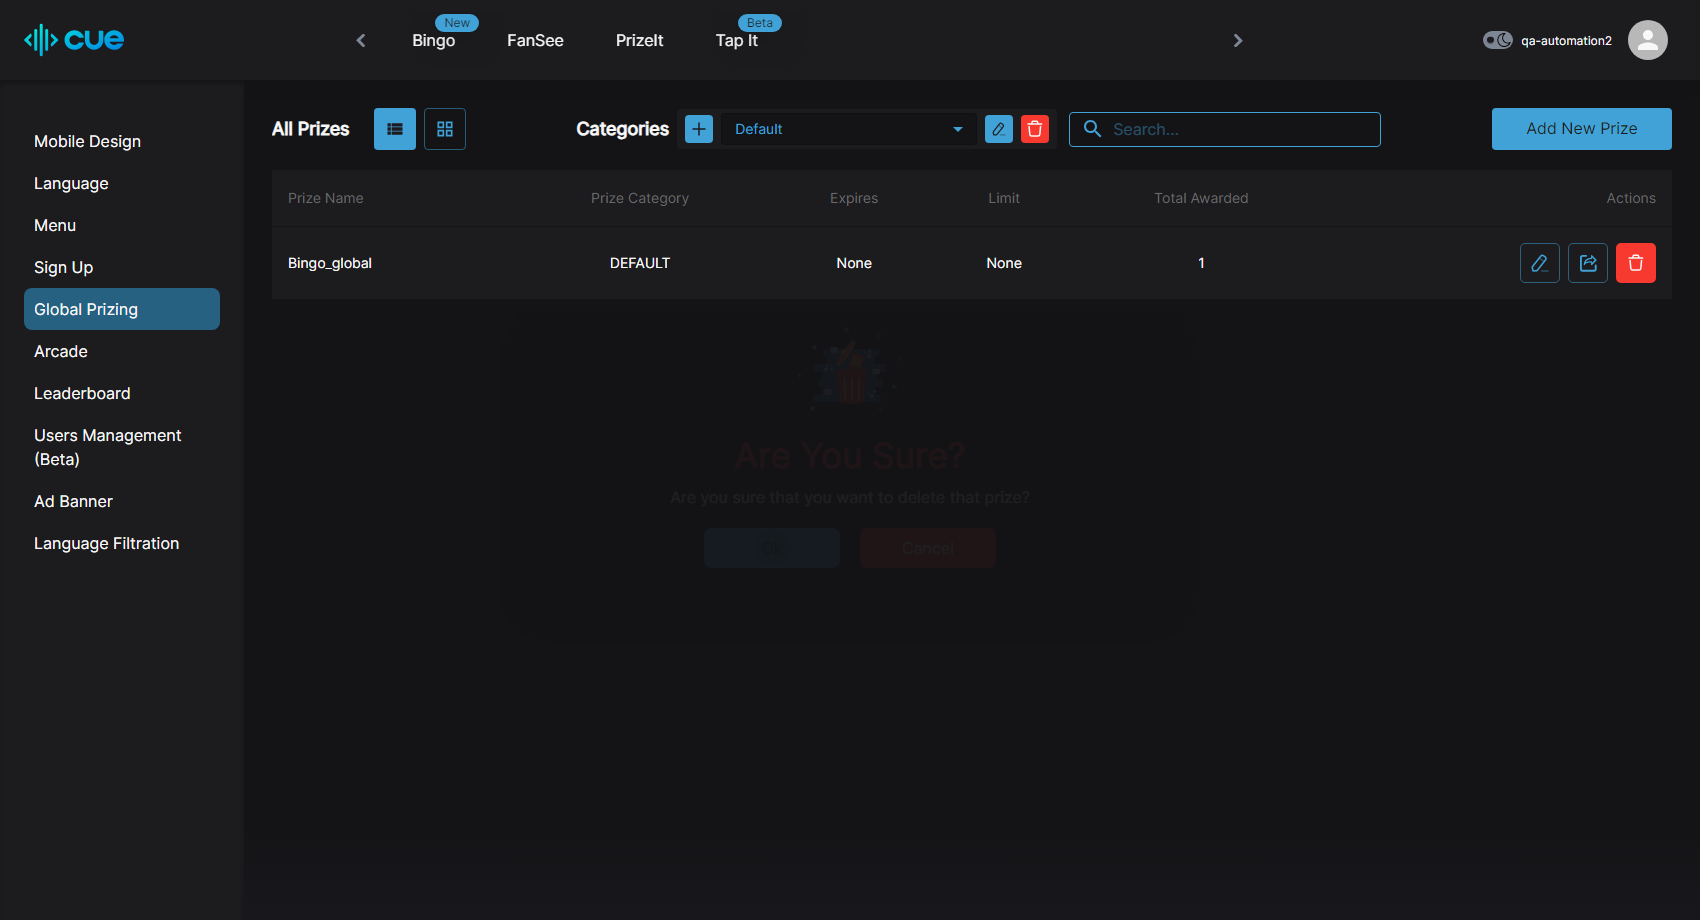 cue
New
Bingo
FanSee
PrizeIt
Beta
Tap It
qa-automation2
Mobile Design
Language
Menu
Sign Up
Global Prizing
Arcade
Leaderboard
Users Management
(Beta)
Ad Banner
Language Filtration
All Prizes
Categories
Default
Search...
Add New Prize
Prize Name
Prize Category
Expires
Limit
Total Awarded
Actions
Bingo_global
DEFAULT
None
None
1
Are You Sure?
Are you sure that you want to delete that prize?
Cancel